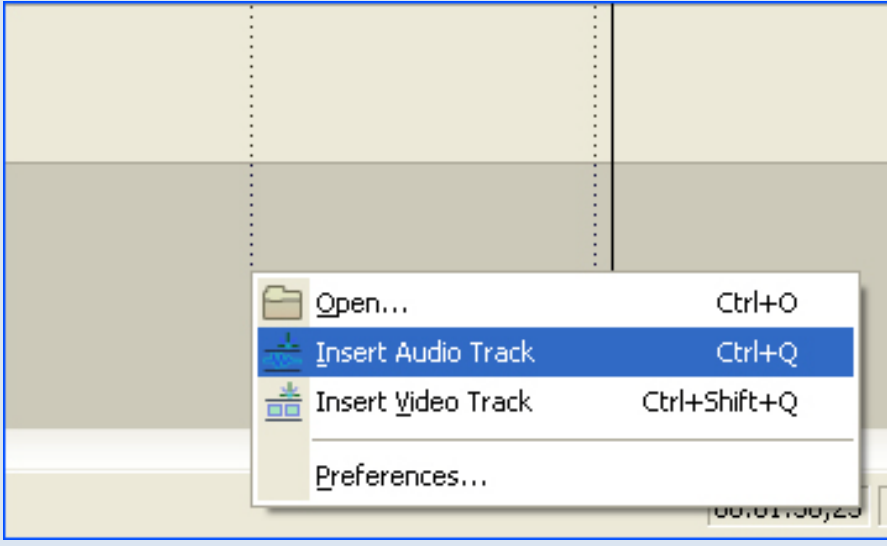 Open... Ctrl+O
Insert Audio Track Ctrl+Q
Insert Video Track Ctrl+Shift+Q
Preferences...